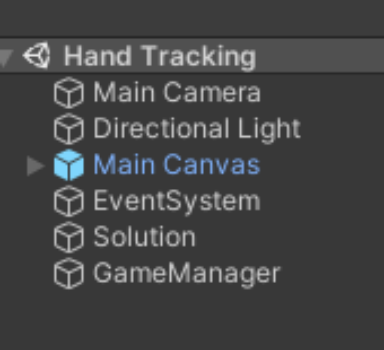 Hand Tracking
Main Camera
Directional Light
Main Canvas
EventSystem
Solution
GameManager